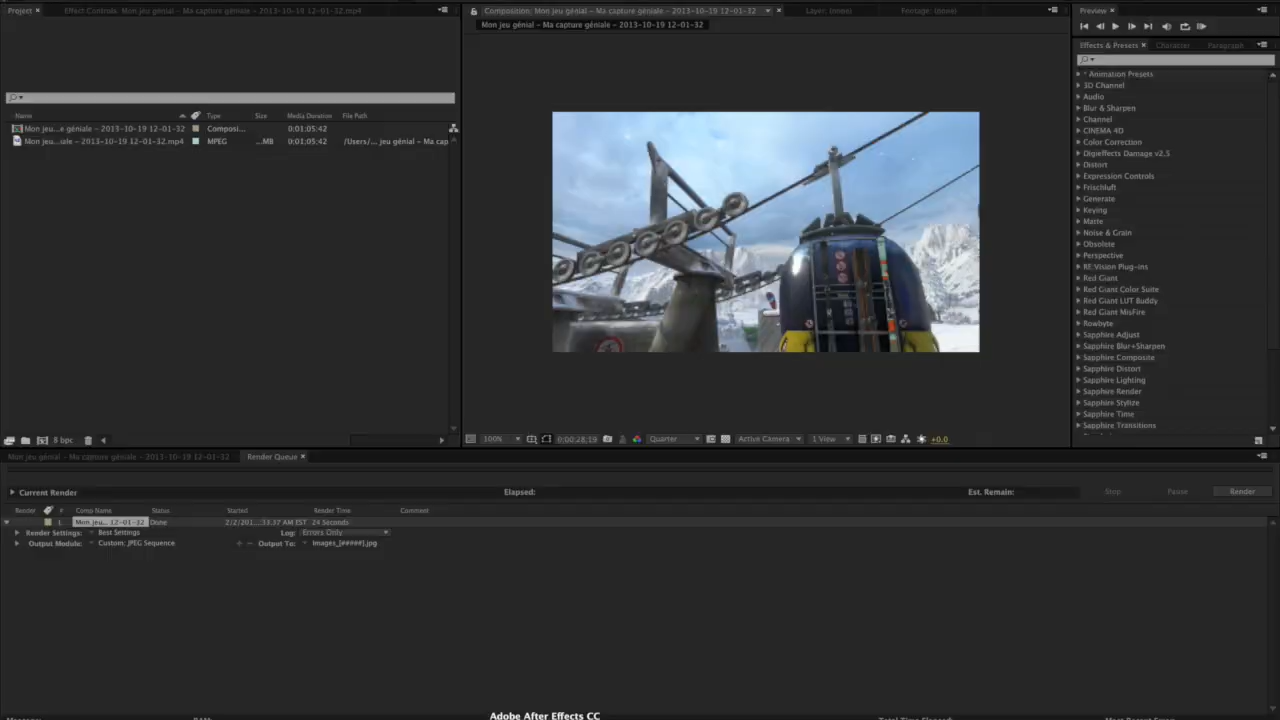 Project
Effect Controls: Mon jeu génial – Ma capture géniale – 2013-10-19 12-01-32.mp4
Composition: Mon jeu génial – Ma capture géniale – 2013-10-19 12-01-32
Layer: (none)
Footage: (none)
Preview
Mon jeu génial – Ma capture géniale – 2013-10-19 12-01-32
Effects & Presets
Character
Paragraph
Name
Type
Size
Media Duration
File Path
Mon jeu...e géniale – 2013-10-19 12-01-32
Composi...
0:01:05:42
Mon jeu...iale – 2013-10-19 12-01-32.mp4
MPEG
...MB
0:01:05:42
/Users/... jeu génial – Ma cap
* Animation Presets
3D Channel
Audio
Blur & Sharpen
Channel
CINEMA 4D
Color Correction
Digieffects Damage v2.5
Distort
Expression Controls
Frischluft
Generate
Keying
Matte
Noise & Grain
Obsolete
Perspective
RE:Vision Plug-ins
Red Giant
Red Giant Color Suite
Red Giant LUT Buddy
Red Giant MisFire
Rowbyte
Sapphire Adjust
Sapphire Blur+Sharpen
Sapphire Composite
Sapphire Distort
Sapphire Lighting
Sapphire Render
Sapphire Stylize
Sapphire Time
Sapphire Transitions
8 bpc
100%
0:00:28:19
Quarter
Active Camera
1 View
+0.0
Mon jeu génial – Ma capture géniale – 2013-10-19 12-01-32
Render Queue
Current Render
Elapsed:
Est. Remain:
Stop
Pause
Render
Render
#
Comp Name
Status
Started
Render Time
Comment
1
Mon jeu... 12-01-32
Done
2/2/201...:33:37 AM EST
24 Seconds
Render Settings:
Best Settings
Log:
Errors Only
Output Module:
Custom: JPEG Sequence
+ –
Output To:
Images_[#####].jpg
Adobe After Effects CC